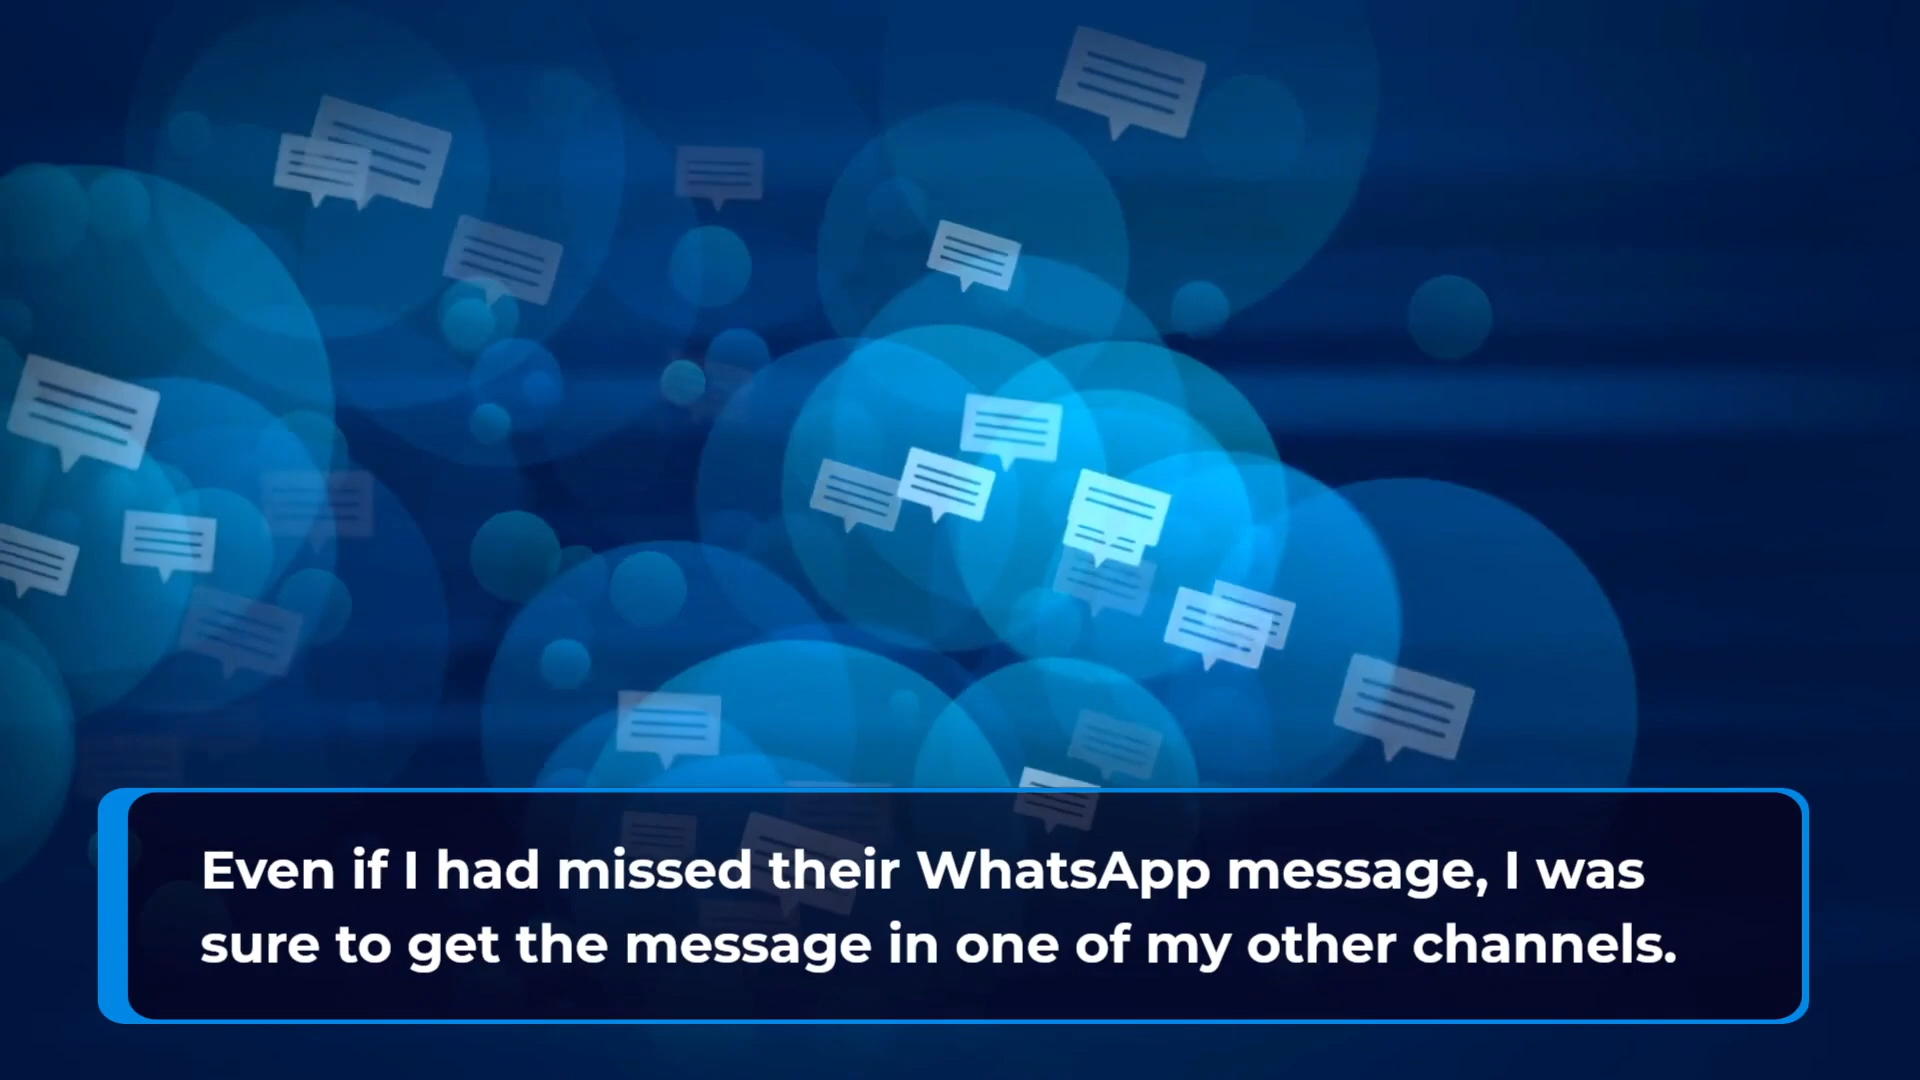 Even if I had missed their WhatsApp message, I was
sure to get the message in one of my other channels.